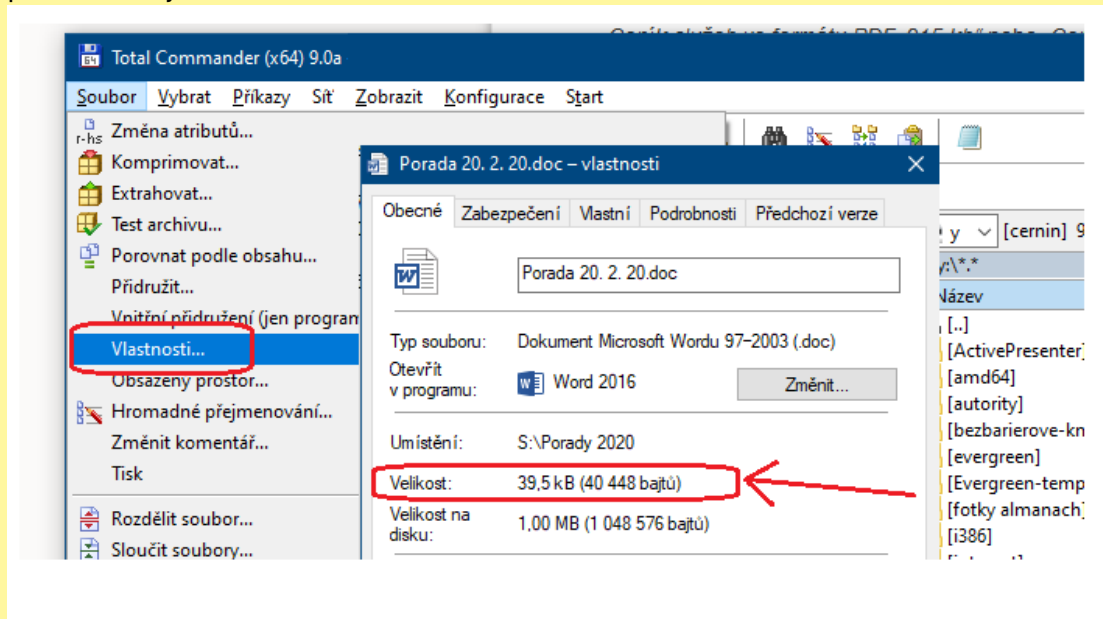 Total Commander (x64) 9.0a
Soubor Vybrat Příkazy Síť Zobrazit Konfigurace Start
Změna atributů...
Komprimovat...
Extrahovat...
Test archivu...
Porovnat podle obsahu...
Přidružit...
Vnitřní přidružení (jen program
Vlastnosti...
Obsazený prostor...
Hromadné přejmenování...
Změnit komentář...
Tisk
Rozdělit soubor...
Sloučit soubory...
Porada 20. 2. 20.doc – vlastnosti
Obecné Zabezpečení Vlastní Podrobnosti Předchozí verze
Porada 20. 2. 20.doc
Typ souboru: Dokument Microsoft Wordu 97–2003 (.doc)
Otevřít
v programu: Word 2016 Změnit...
Umístění: S:\Porady 2020
Velikost: 39,5 kB (40 448 bajtů)
Velikost na
disku: 1,00 MB (1 048 576 bajtů)
y [cernin] 9
y:\*.*
Název
[..]
[ActivePresenter]
[amd64]
[autority]
[bezbarierove-kn
[evergreen]
[Evergreen-temp
[fotky almanach]
[i386]